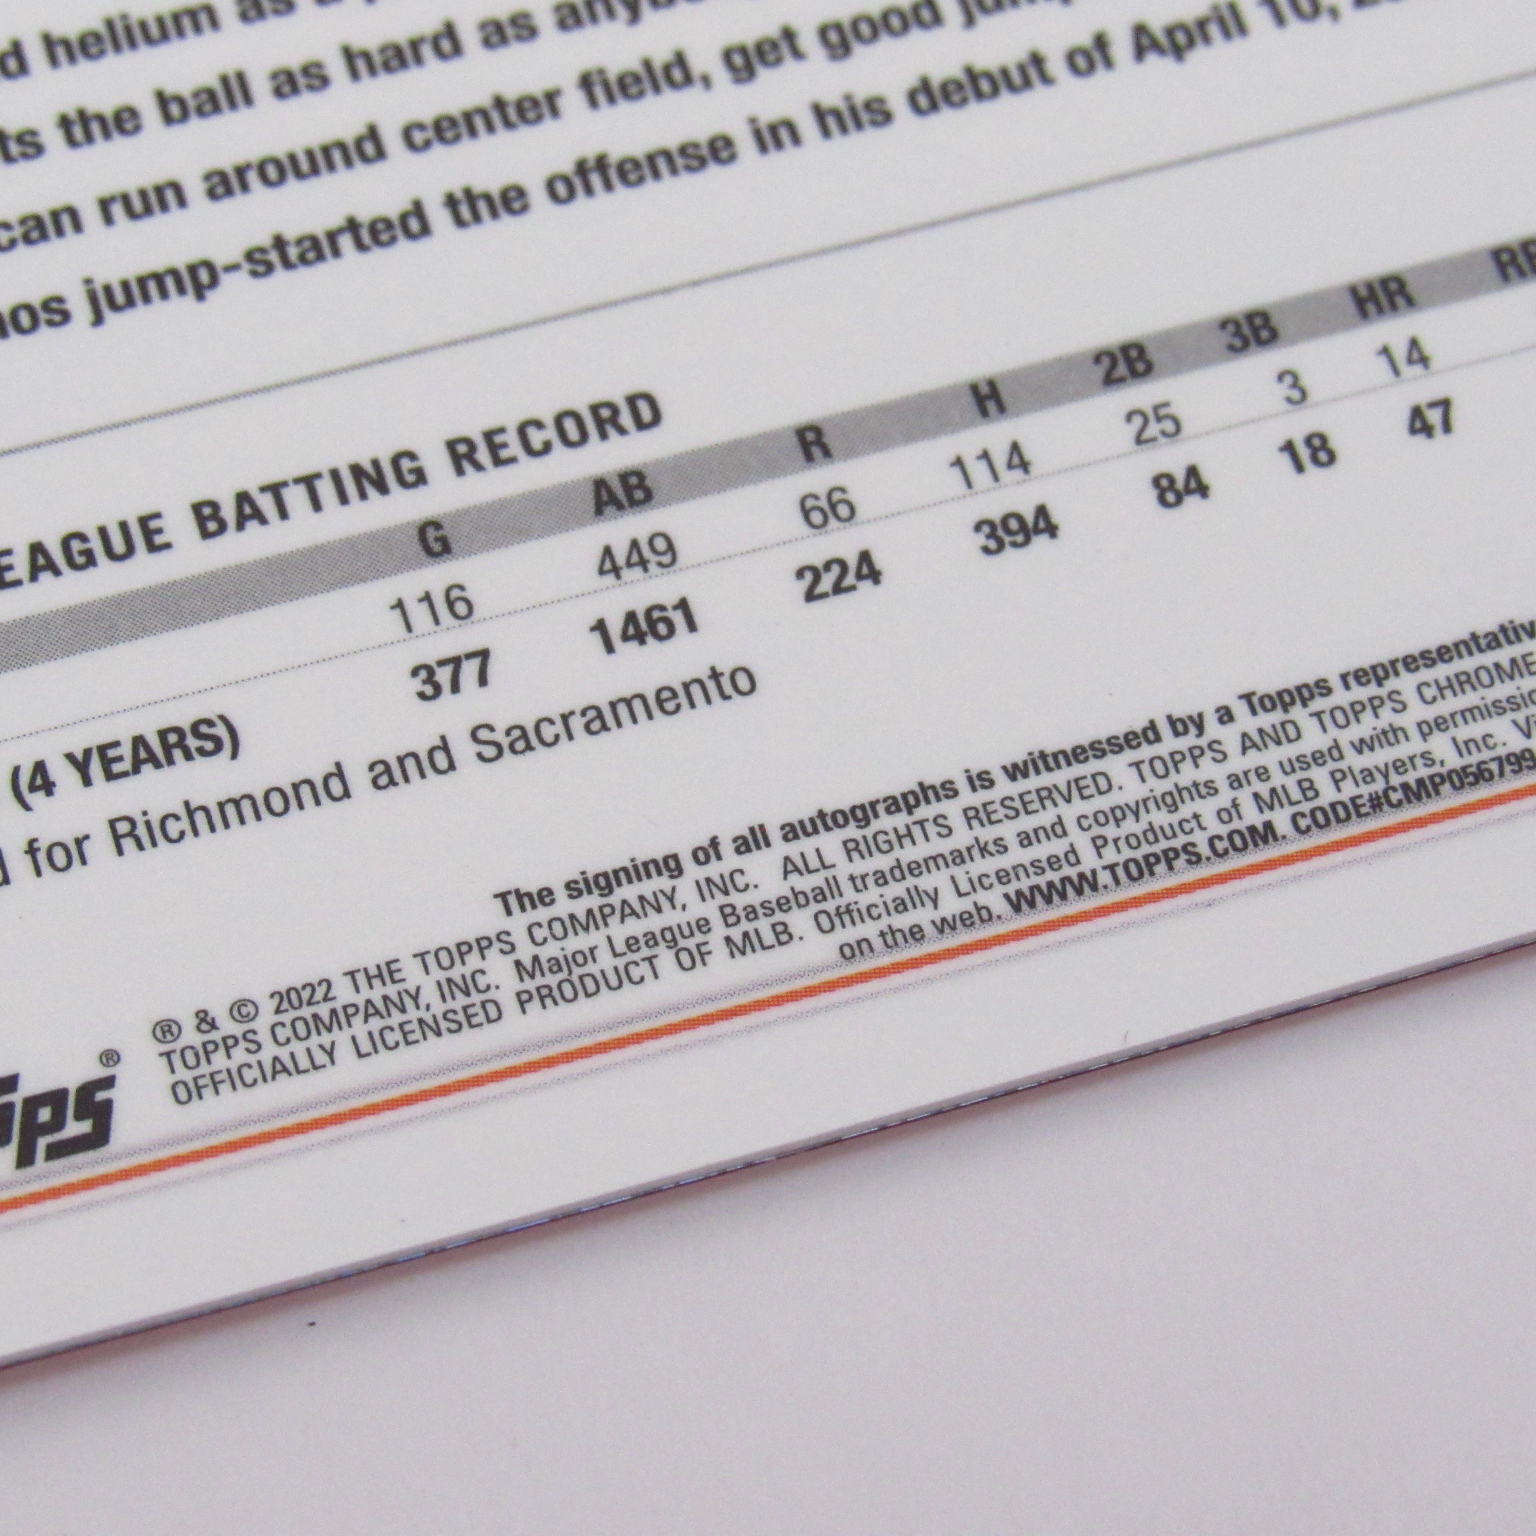 d helium as a
ts the ball as hard as
can run around center field, get good
nos jump-started the offense in his debut of April 10,
EAGUE BATTING RECORD
G AB R H 2B 3B HR
116 449 66 114 25 3 14
(4 YEARS) 377 1461 224 394 84 18 47
for Richmond and Sacramento
The signing of all autographs is witnessed by a Topps representativ
® & © 2022 THE TOPPS COMPANY, INC. ALL RIGHTS RESERVED. TOPPS AND TOPPS CHROME
TOPPS COMPANY, INC. Major League Baseball trademarks and copyrights are used with permissio
OFFICIALLY LICENSED PRODUCT OF MLB. Officially Licensed Product of MLB Players, Inc.
on the web. WWW.TOPPS.COM. CODE#CMP056799
Topps®